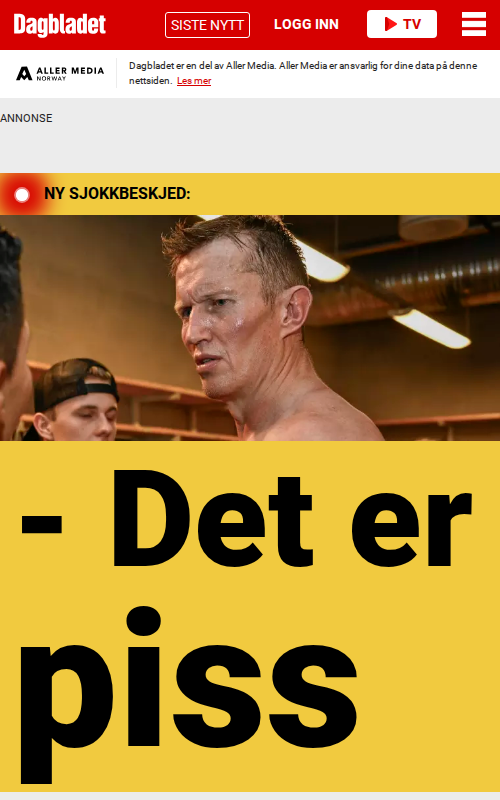 Dagbladet
SISTE NYTT
LOGG INN
TV
ALLER MEDIA
NORWAY
Dagbladet er en del av Aller Media. Aller Media er ansvarlig for dine data på denne
nettsiden. Les mer
ANNONSE
NY SJOKKBESKJED:
- Det er
piss